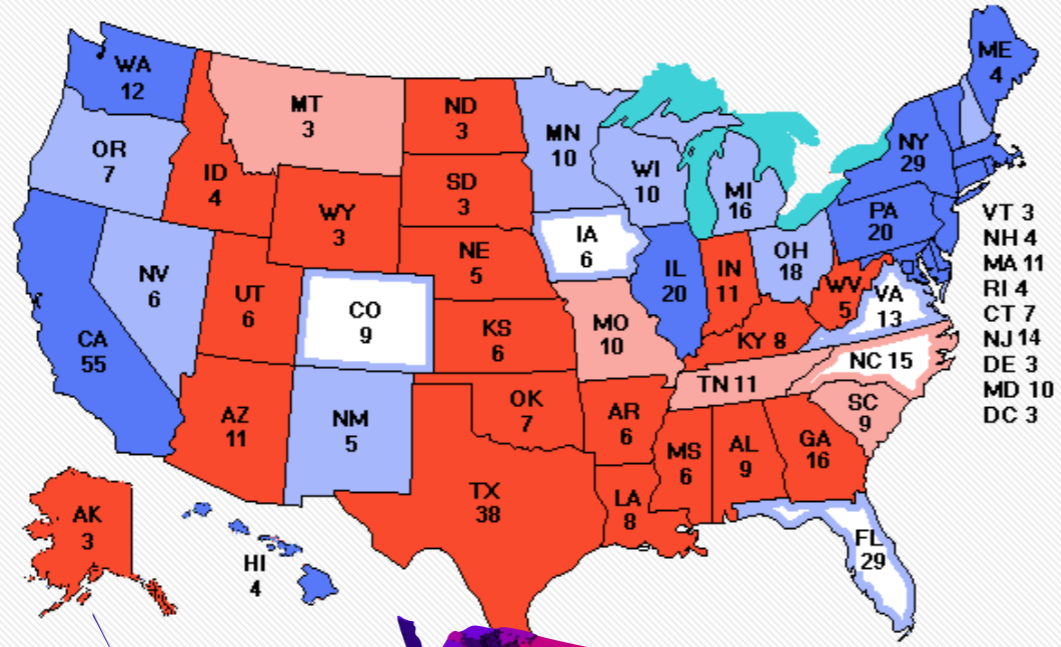 WA
12
OR
7
CA
55
NV
6
ID
4
MT
3
WY
3
UT
6
AZ
11
CO
9
NM
5
ND
3
SD
3
NE
5
KS
6
OK
7
TX
38
MN
10
IA
6
MO
10
AR
6
LA
8
WI
10
IL
20
MI
16
IN
11
OH
18
KY 8
TN 11
MS
6
AL
9
GA
16
FL
29
SC
9
NC 15
VA
13
WV
5
PA
20
NY
29
ME
4
VT 3
NH 4
MA 11
RI 4
CT 7
NJ 14
DE 3
MD 10
DC 3
AK
3
HI
4